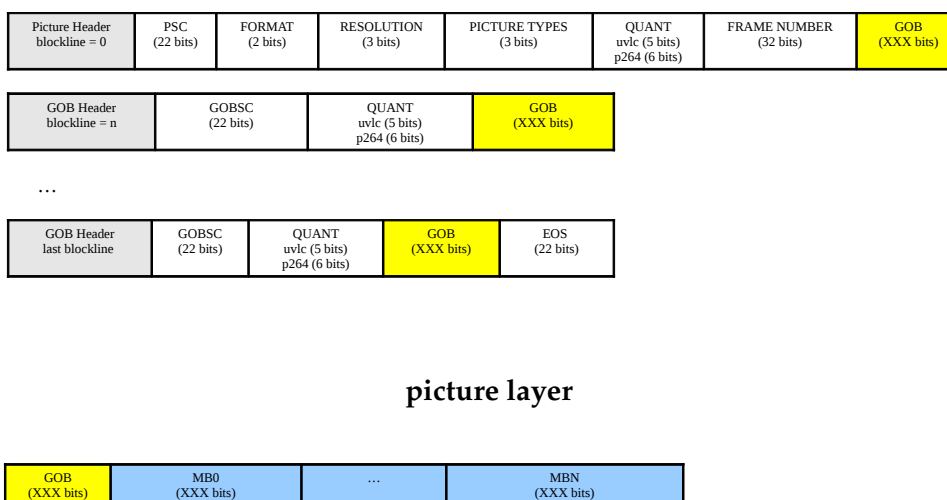 Picture Header PSC FORMAT RESOLUTION PICTURE TYPES QUANT FRAME NUMBER GOB
blockline = 0 (22 bits) (2 bits) (3 bits) (3 bits) uvlc (5 bits) (32 bits) (XXX bits)
p264 (6 bits)
GOB Header GOBSC QUANT GOB
blockline = n (22 bits) uvlc (5 bits) (XXX bits)
p264 (6 bits)
…
GOB Header GOBSC QUANT GOB EOS
last blockline (22 bits) uvlc (5 bits) (XXX bits) (22 bits)
p264 (6 bits)
picture layer
GOB MB0 … MBN
(XXX bits) (XXX bits) (XXX bits)